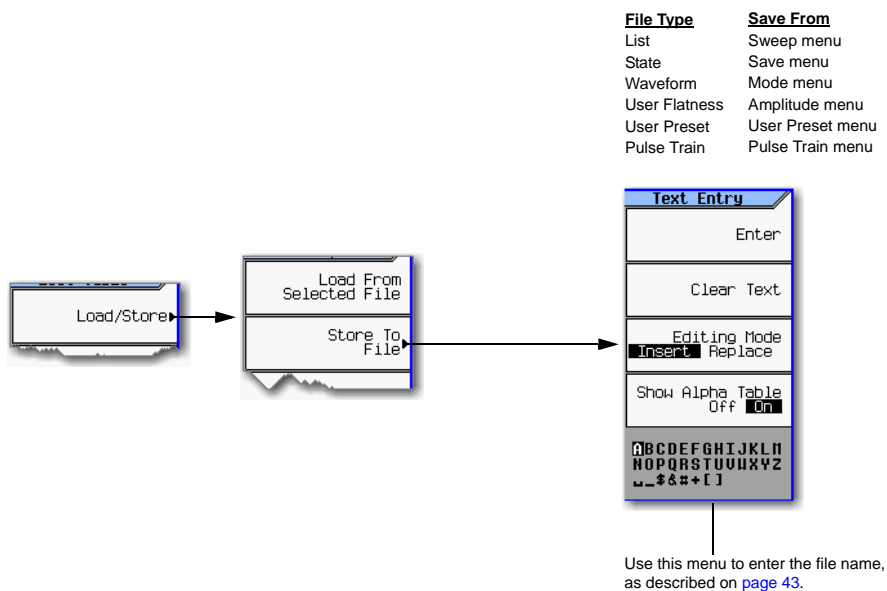 File Type Save From
List Sweep menu
State Save menu
Waveform Mode menu
User Flatness Amplitude menu
User Preset User Preset menu
Pulse Train Pulse Train menu
Load/Store
Load From
Selected File
Store To
File
Text Entry
Enter
Clear Text
Editing Mode
Insert Replace
Show Alpha Table
Off On
ABCDEFGHIJKLM
NOPQRSTUVWXYZ
␣_$&#+[]
Use this menu to enter the file name,
as described on page 43.